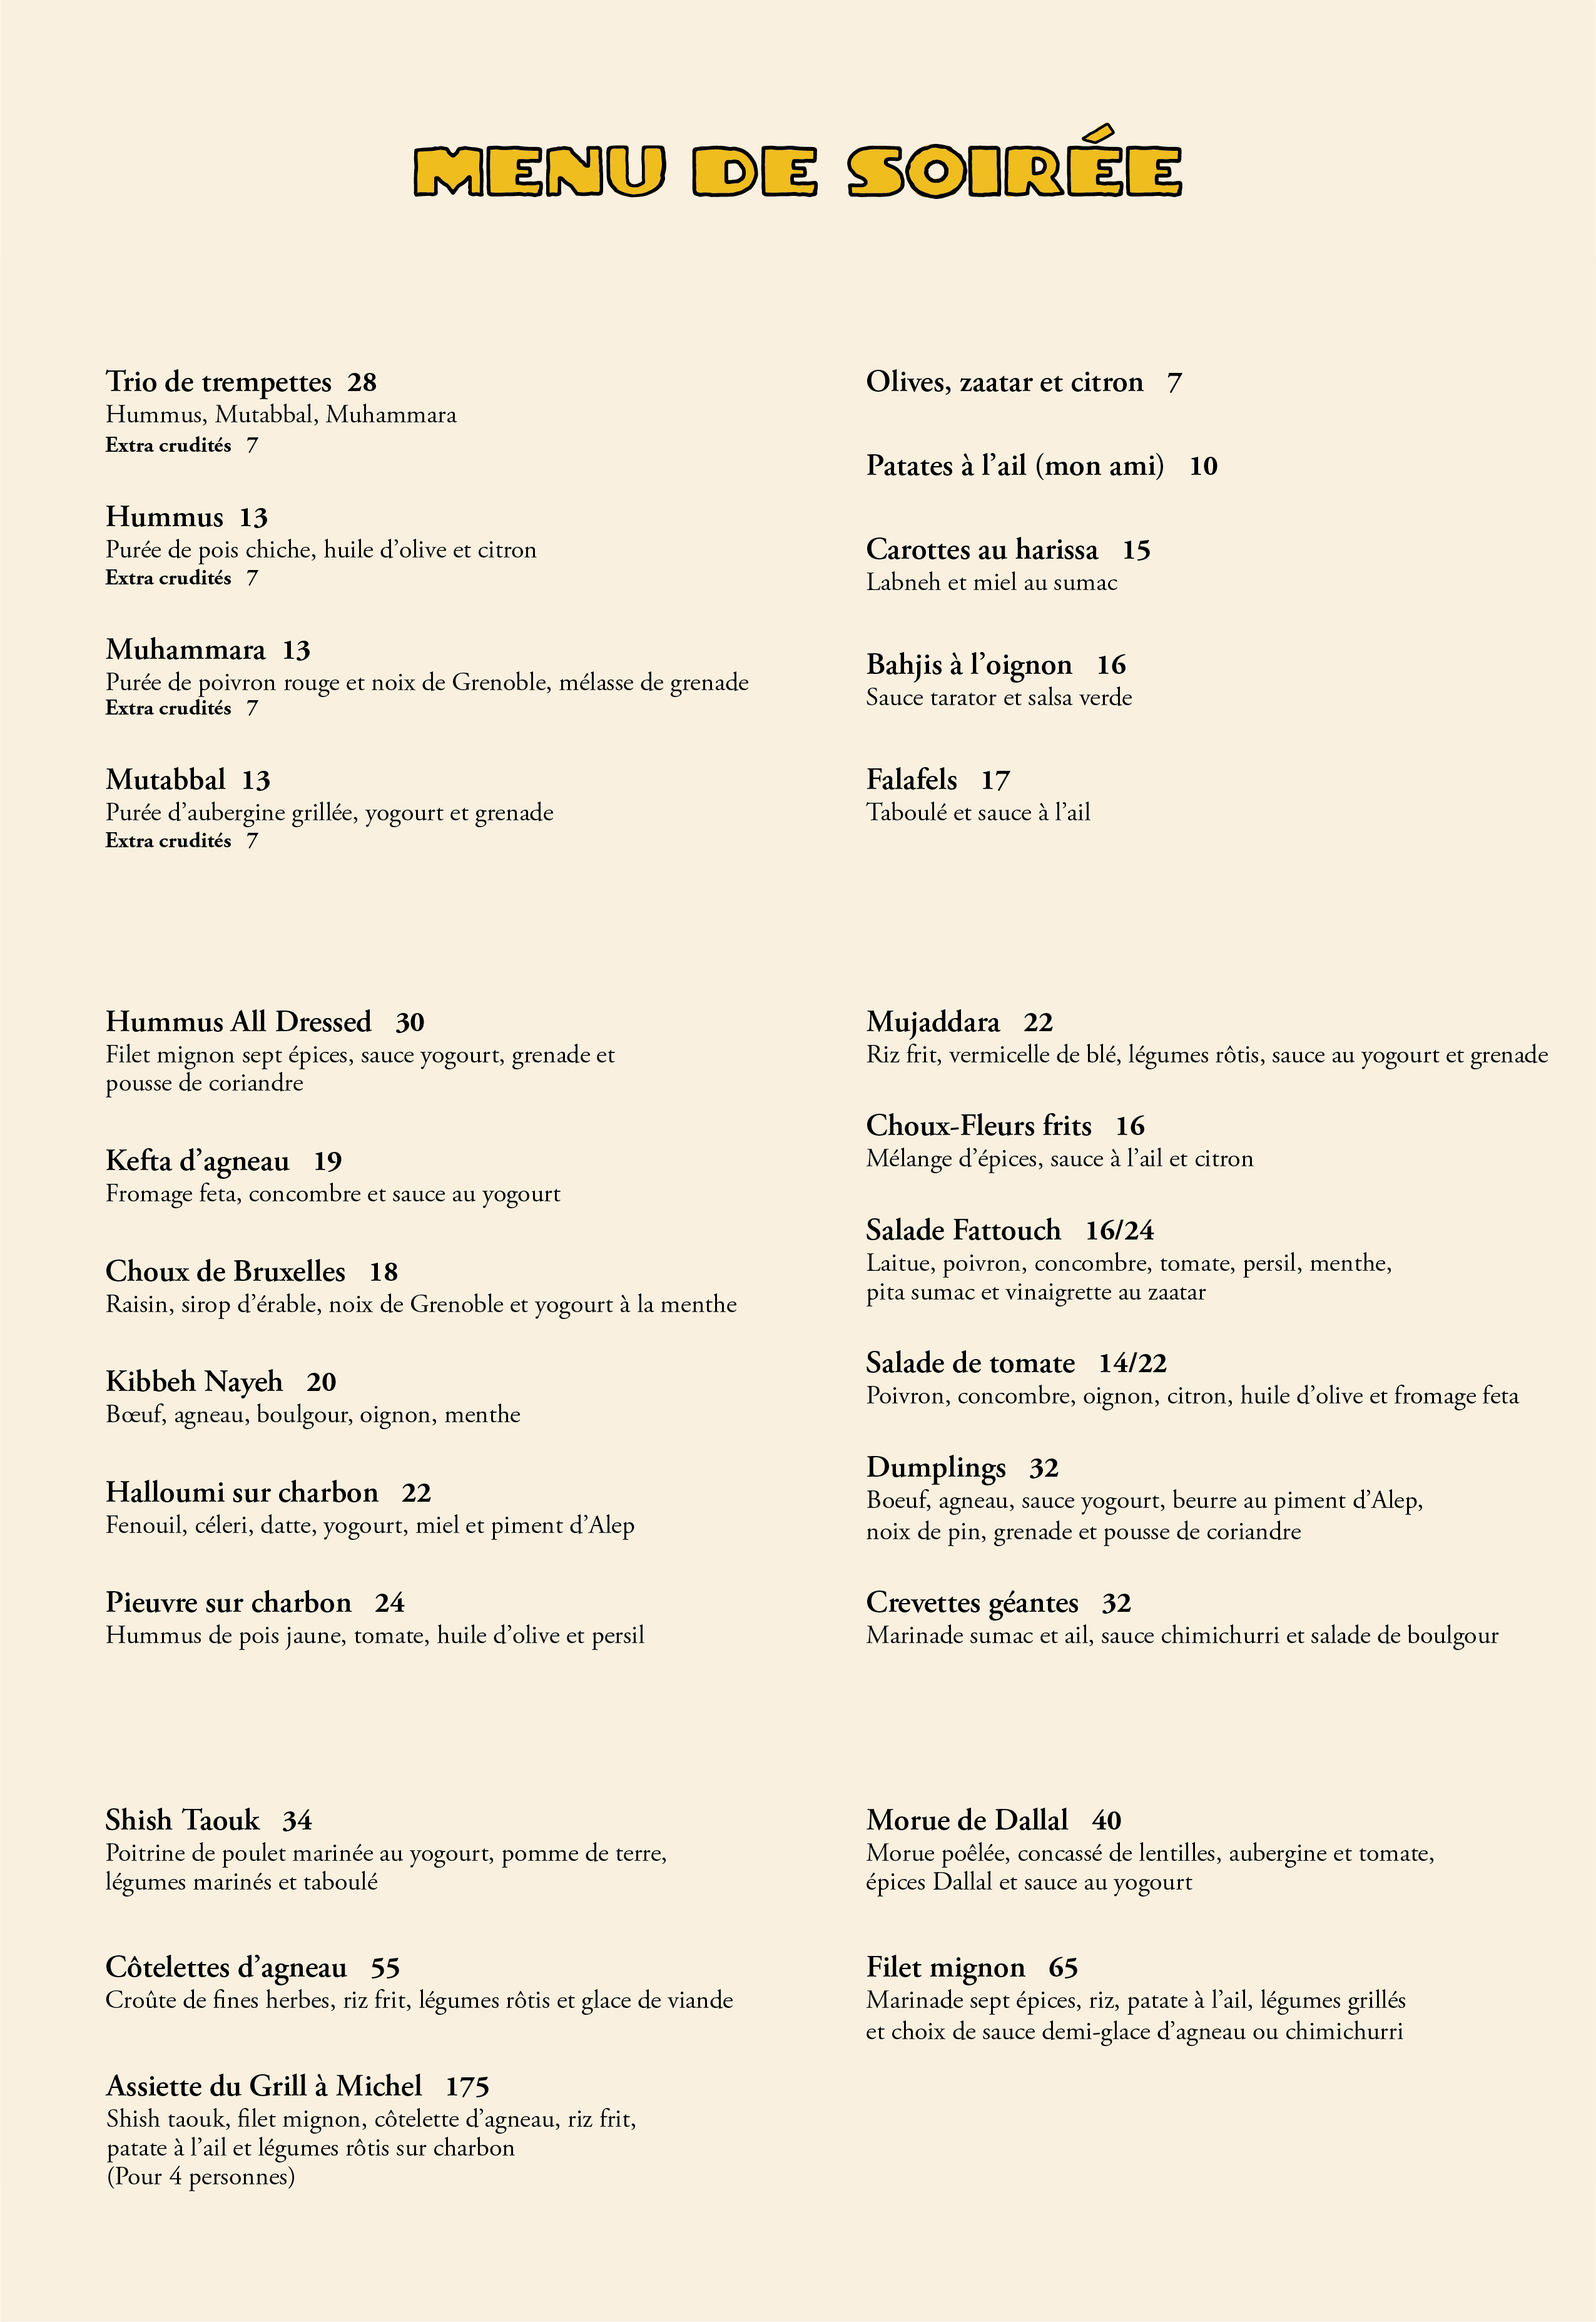 MENU DE SOIRÉE
Trio de trempettes 28
Hummus, Mutabbal, Muhammara
Extra crudités 7
Hummus 13
Purée de pois chiche, huile d’olive et citron
Extra crudités 7
Muhammara 13
Purée de poivron rouge et noix de Grenoble, mélasse de grenade
Extra crudités 7
Mutabbal 13
Purée d’aubergine grillée, yogourt et grenade
Extra crudités 7
Olives, zaatar et citron 7
Patates à l’ail (mon ami) 10
Carottes au harissa 15
Labneh et miel au sumac
Bahjis à l’oignon 16
Sauce tarator et salsa verde
Falafels 17
Taboulé et sauce à l’ail
Hummus All Dressed 30
Filet mignon sept épices, sauce yogourt, grenade et
pousse de coriandre
Kefta d’agneau 19
Fromage feta, concombre et sauce au yogourt
Choux de Bruxelles 18
Raisin, sirop d’érable, noix de Grenoble et yogourt à la menthe
Kibbeh Nayeh 20
Bœuf, agneau, boulgour, oignon, menthe
Halloumi sur charbon 22
Fenouil, céleri, datte, yogourt, miel et piment d’Alep
Pieuvre sur charbon 24
Hummus de pois jaune, tomate, huile d’olive et persil
Mujaddara 22
Riz frit, vermicelle de blé, légumes rôtis, sauce au yogourt et grenade
Choux-Fleurs frits 16
Mélange d’épices, sauce à l’ail et citron
Salade Fattouch 16/24
Laitue, poivron, concombre, tomate, persil, menthe,
pita sumac et vinaigrette au zaatar
Salade de tomate 14/22
Poivron, concombre, oignon, citron, huile d’olive et fromage feta
Dumplings 32
Boeuf, agneau, sauce yogourt, beurre au piment d’Alep,
noix de pin, grenade et pousse de coriandre
Crevettes géantes 32
Marinade sumac et ail, sauce chimichurri et salade de boulgour
Shish Taouk 34
Poitrine de poulet marinée au yogourt, pomme de terre,
légumes marinés et taboulé
Côtelettes d’agneau 55
Croûte de fines herbes, riz frit, légumes rôtis et glace de viande
Assiette du Grill à Michel 175
Shish taouk, filet mignon, côtelette d’agneau, riz frit,
patate à l’ail et légumes rôtis sur charbon
(Pour 4 personnes)
Morue de Dallal 40
Morue poêlée, concassé de lentilles, aubergine et tomate,
épices Dallal et sauce au yogourt
Filet mignon 65
Marinade sept épices, riz, patate à l’ail, légumes grillés
et choix de sauce demi-glace d’agneau ou chimichurri